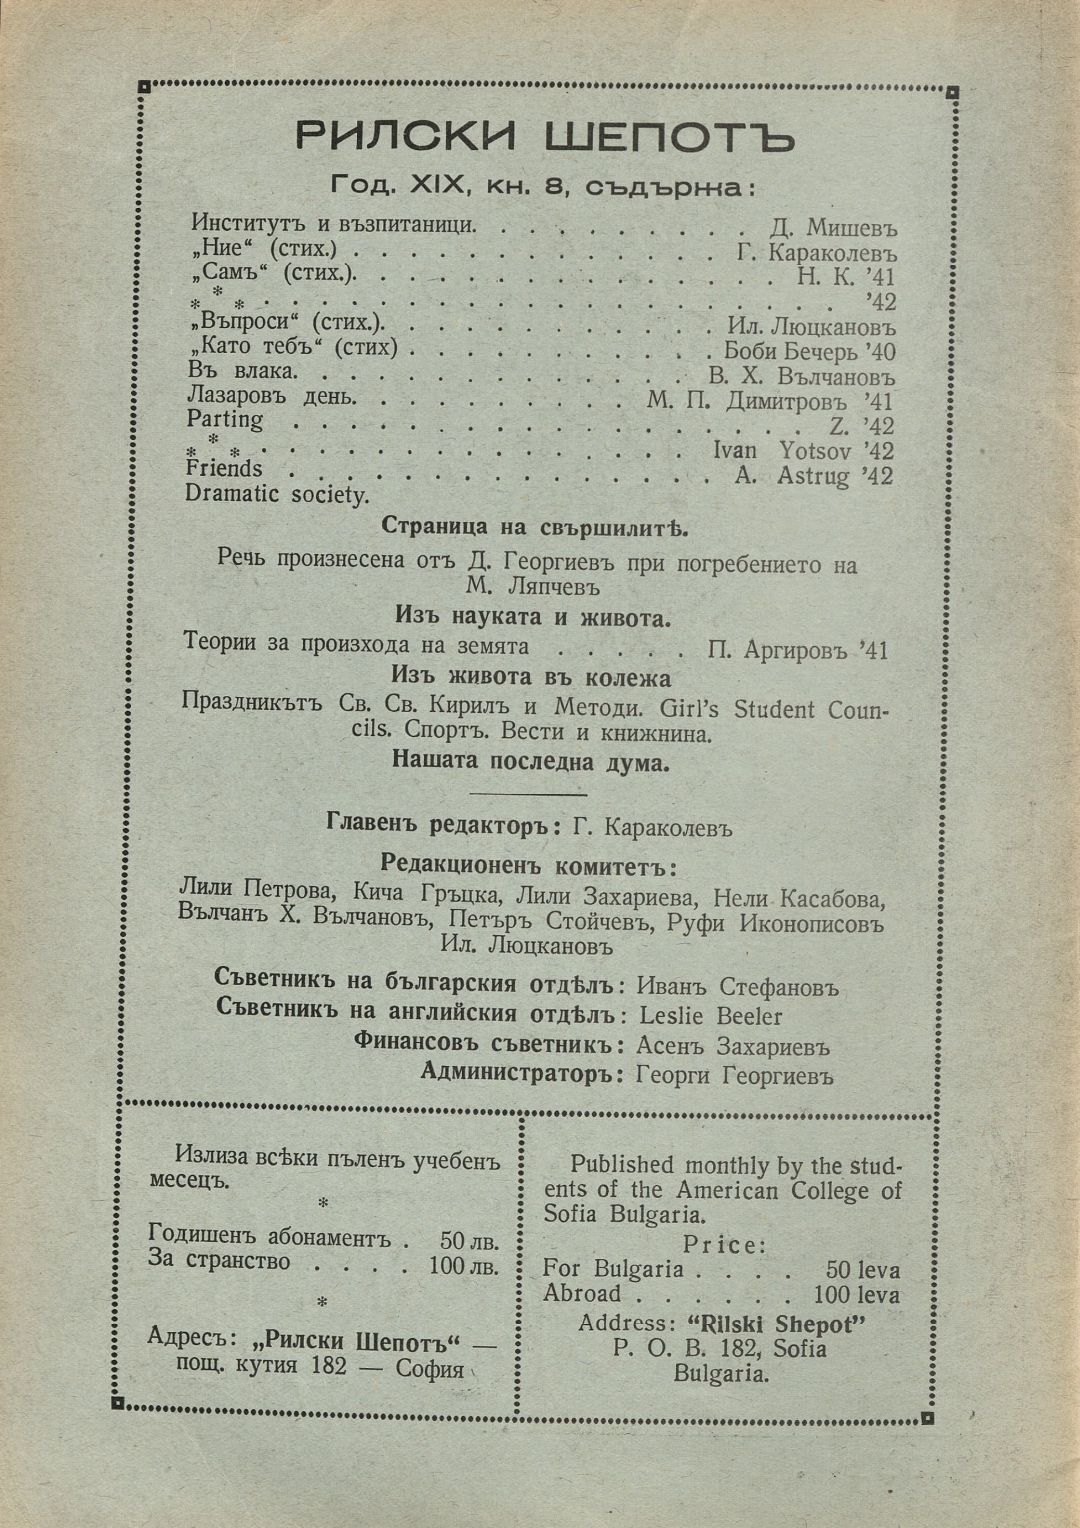 РИЛСКИ ШЕПОТЪ
Год. XIX, кн. 8, съдържа:
Институтъ и възпитаници. . . . . . . . . . Д. Мишевъ
„Ние“ (стих.) . . . . . . . . . . . . . . Г. Караколевъ
„Самъ“ (стих.). . . . . . . . . . . . . . . Н. К. '41
* * * . . . . . . . . . . . . . . . . . . . . '42
„Въпроси“ (стих.). . . . . . . . . . . . Ил. Люцкановъ
„Като тебъ“ (стих) . . . . . . . . . . . Боби Бечерь '40
Въ влака. . . . . . . . . . . . . . . В. Х. Вълчановъ
Лазаровъ день. . . . . . . . . . . М. П. Димитровъ '41
Parting . . . . . . . . . . . . . . . . . . Z. '42
* * * . . . . . . . . . . . . . . . Ivan Yotsov '42
Friends . . . . . . . . . . . . . . . A. Astrug '42
Dramatic society.
Страница на свършилитѣ.
Речь произнесена отъ Д. Георгиевъ при погребението на
М. Ляпчевъ
Изъ науката и живота.
Теории за произхода на земята . . . . . П. Аргировъ '41
Изъ живота въ колежа
Праздникътъ Св. Св. Кирилъ и Методи. Girl's Student Coun-
cils. Спортъ. Вести и книжнина.
Нашата последна дума.
Главенъ редакторъ: Г. Караколевъ
Редакционенъ комитетъ:
Лили Петрова, Кича Гръцка, Лили Захариева, Нели Касабова,
Вълчанъ Х. Вълчановъ, Петъръ Стойчевъ, Руфи Иконописовъ
Ил. Люцкановъ
Съветникъ на българския отдѣлъ: Иванъ Стефановъ
Съветникъ на английския отдѣлъ: Leslie Beeler
Финансовъ съветникъ: Асенъ Захариевъ
Администраторъ: Георги Георгиевъ
Излиза всѣки пъленъ учебенъ
месецъ.
*
Годишенъ абонаментъ . 50 лв.
За странство . . . . 100 лв.
*
Адресъ: „Рилски Шепотъ“ —
пощ. кутия 182 — София
Published monthly by the stud-
ents of the American College of
Sofia Bulgaria.
Price:
For Bulgaria . . . . 50 leva
Abroad . . . . . . 100 leva
Address: “Rilski Shepot”
P. O. B. 182, Sofia
Bulgaria.